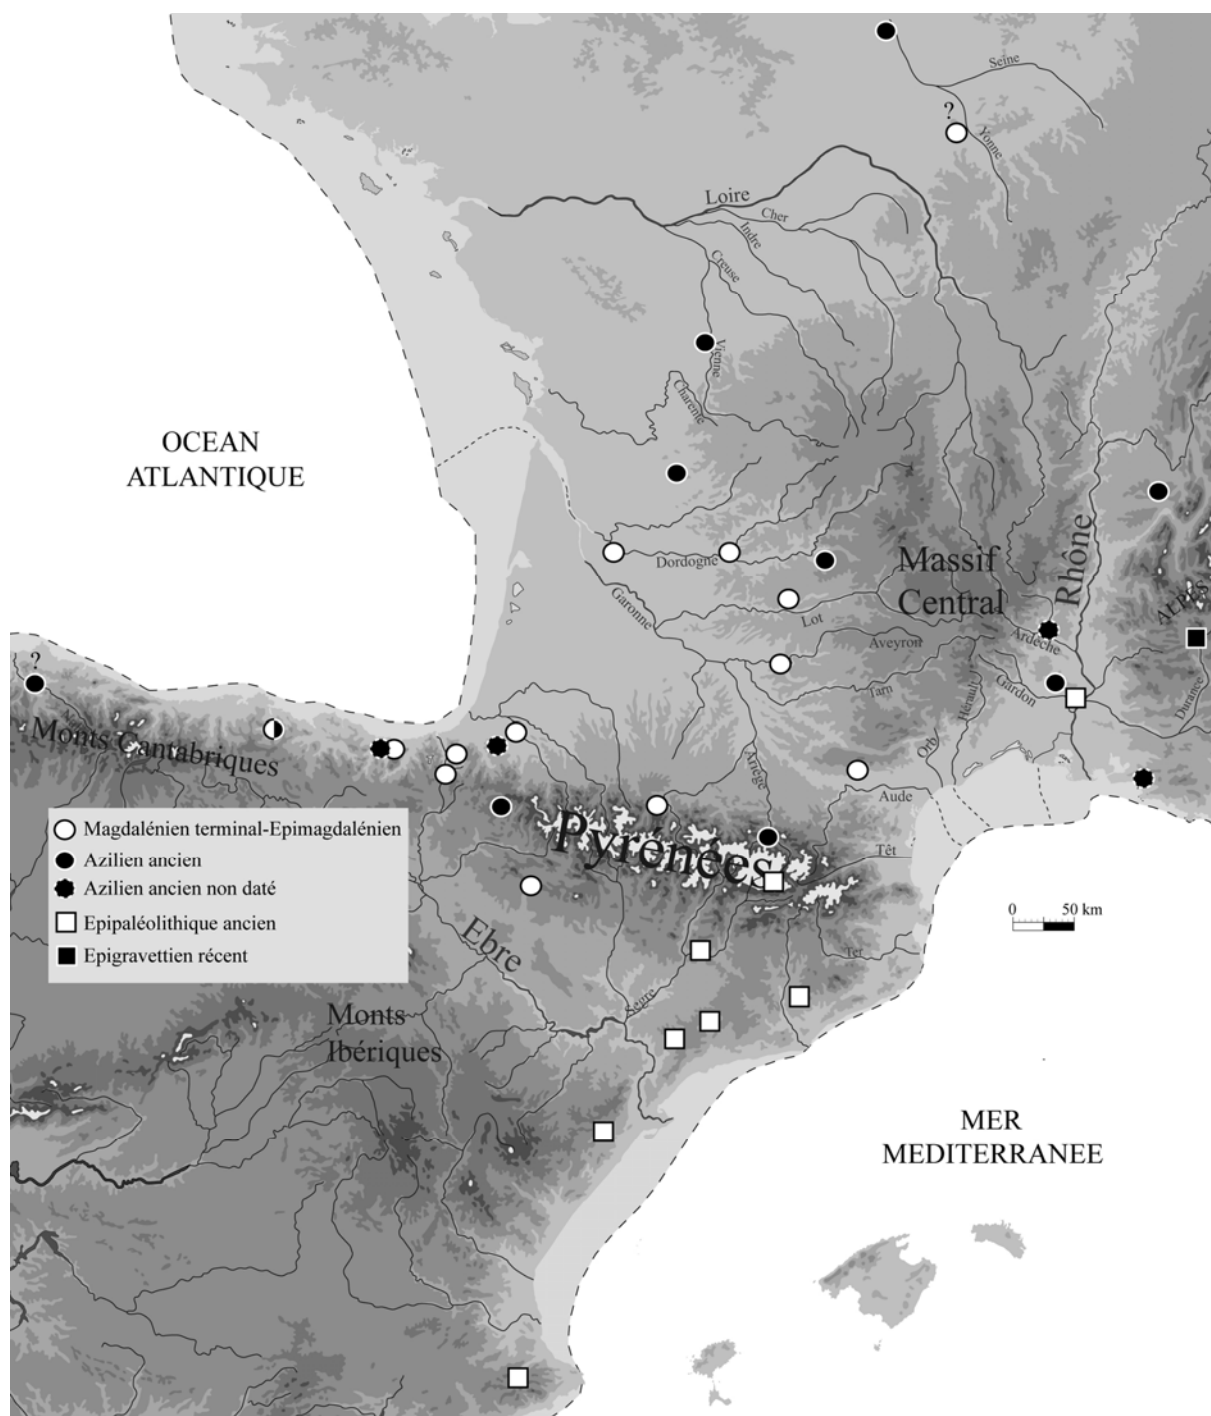 Seine
?
Yonne
Loire
Cher
Indre
Creuse
Vienne
Charente
OCEAN
ATLANTIQUE
Rhône
Dordogne
Massif
Central
ALPES
Garonne
Lot
Aveyron
Ardèche
Tarn
Hérault
Gardon
Durance
?
Monts Cantabriques
Orb
Ariège
Aude
Pyrénées
Têt
Magdalénien terminal-Epimagdalénien
Azilien ancien
Azilien ancien non daté
Epipaléolithique ancien
Epigravettien récent
0 50 km
Ebre
Ter
Segre
Monts
Ibériques
MER
MEDITERRANEE